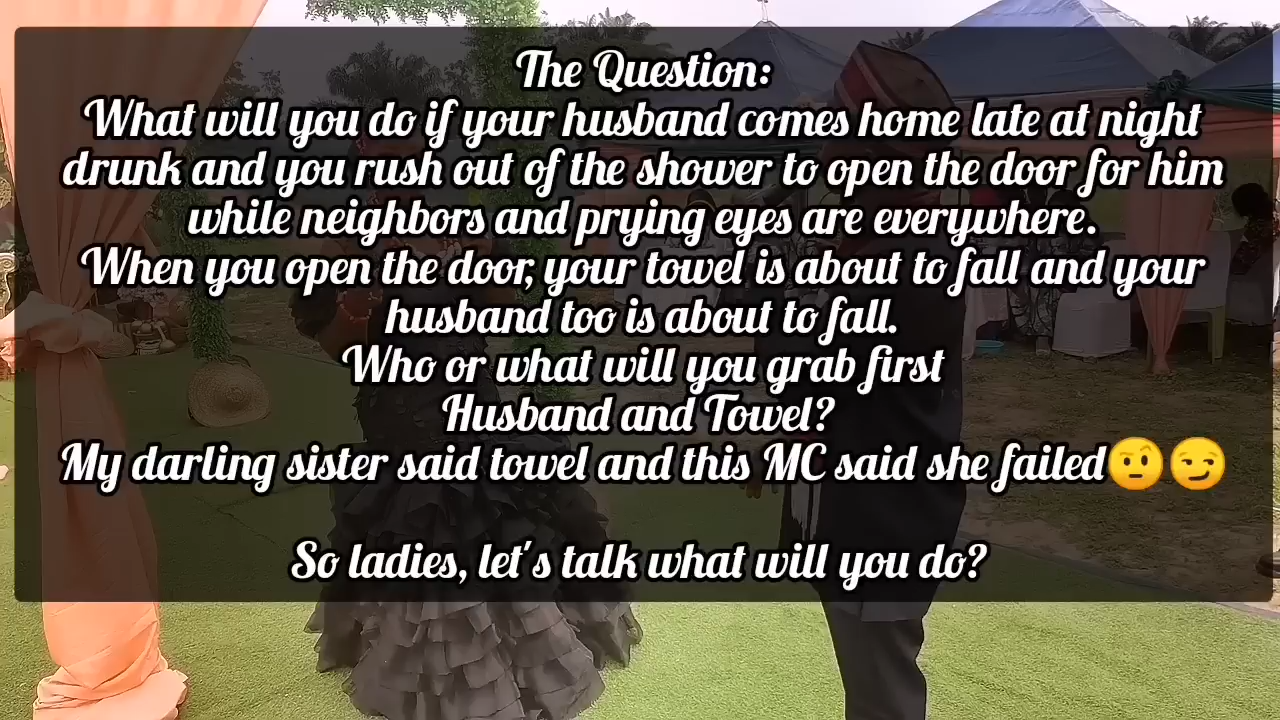 The Question:
What will you do if your husband comes home late at night
drunk and you rush out of the shower to open the door for him
while neighbors and prying eyes are everywhere.
When you open the door, your towel is about to fall and your
husband too is about to fall.
Who or what will you grab first
Husband and Towel?
My darling sister said towel and this MC said she failed🤨😏
So ladies, let's talk what will you do?